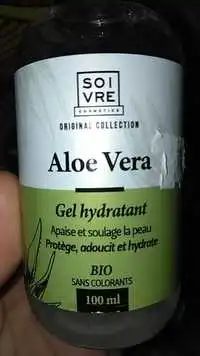 SOI
VRE
COSMETICS
ORIGINAL COLLECTION
Aloe Vera
Gel hydratant
Apaise et soulage la peau
Protège, adoucit et hydrate
BIO
SANS COLORANTS
100 ml